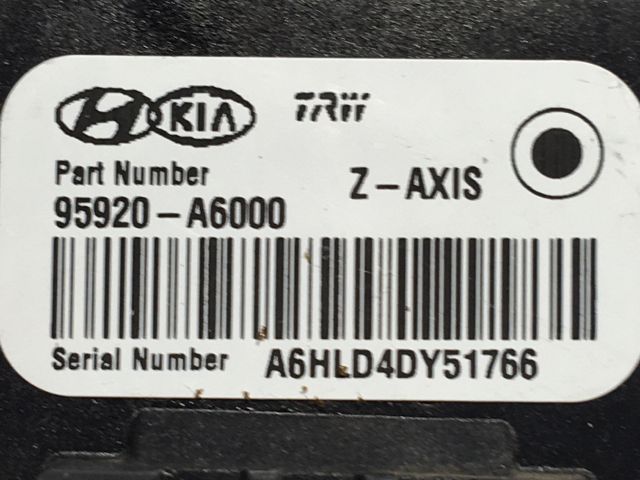 KIA TRW
Part Number Z-AXIS
95920-A6000
Serial Number A6HLD4DY51766